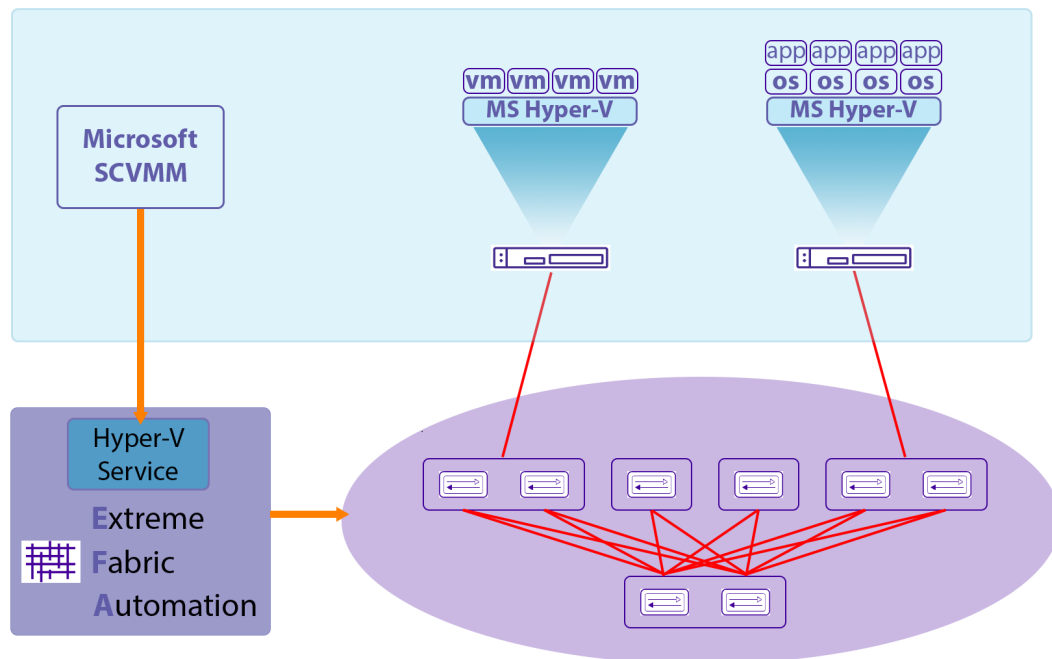 app app app app
vm vm vm vm
os os os os
MS Hyper-V
MS Hyper-V
Microsoft
SCVMM
Hyper-V
Service
Extreme
Fabric
Automation